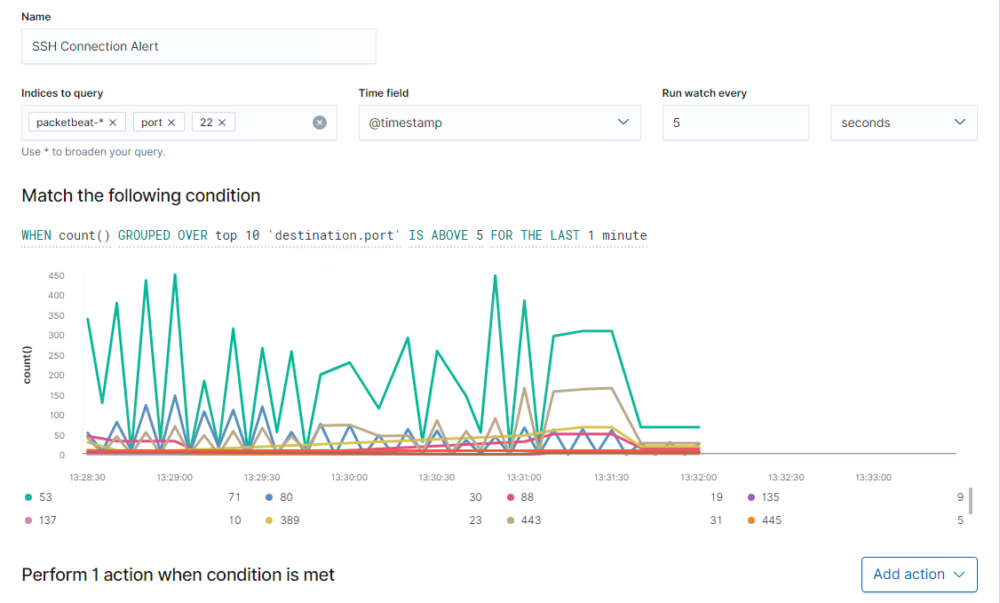 Name
SSH Connection Alert
Indices to query
Time field
Run watch every
packetbeat-* × port × 22 ×
@timestamp
5
seconds
Use * to broaden your query.
Match the following condition
WHEN count() GROUPED OVER top 10 'destination.port' IS ABOVE 5 FOR THE LAST 1 minute
count()
450
400
350
300
250
200
150
100
50
0
13:28:30 13:29:00 13:29:30 13:30:00 13:30:30 13:31:00 13:31:30 13:32:00 13:32:30 13:33:00
53 71 80 30 88 19 135 9
137 10 389 23 443 31 445 5
Perform 1 action when condition is met
Add action